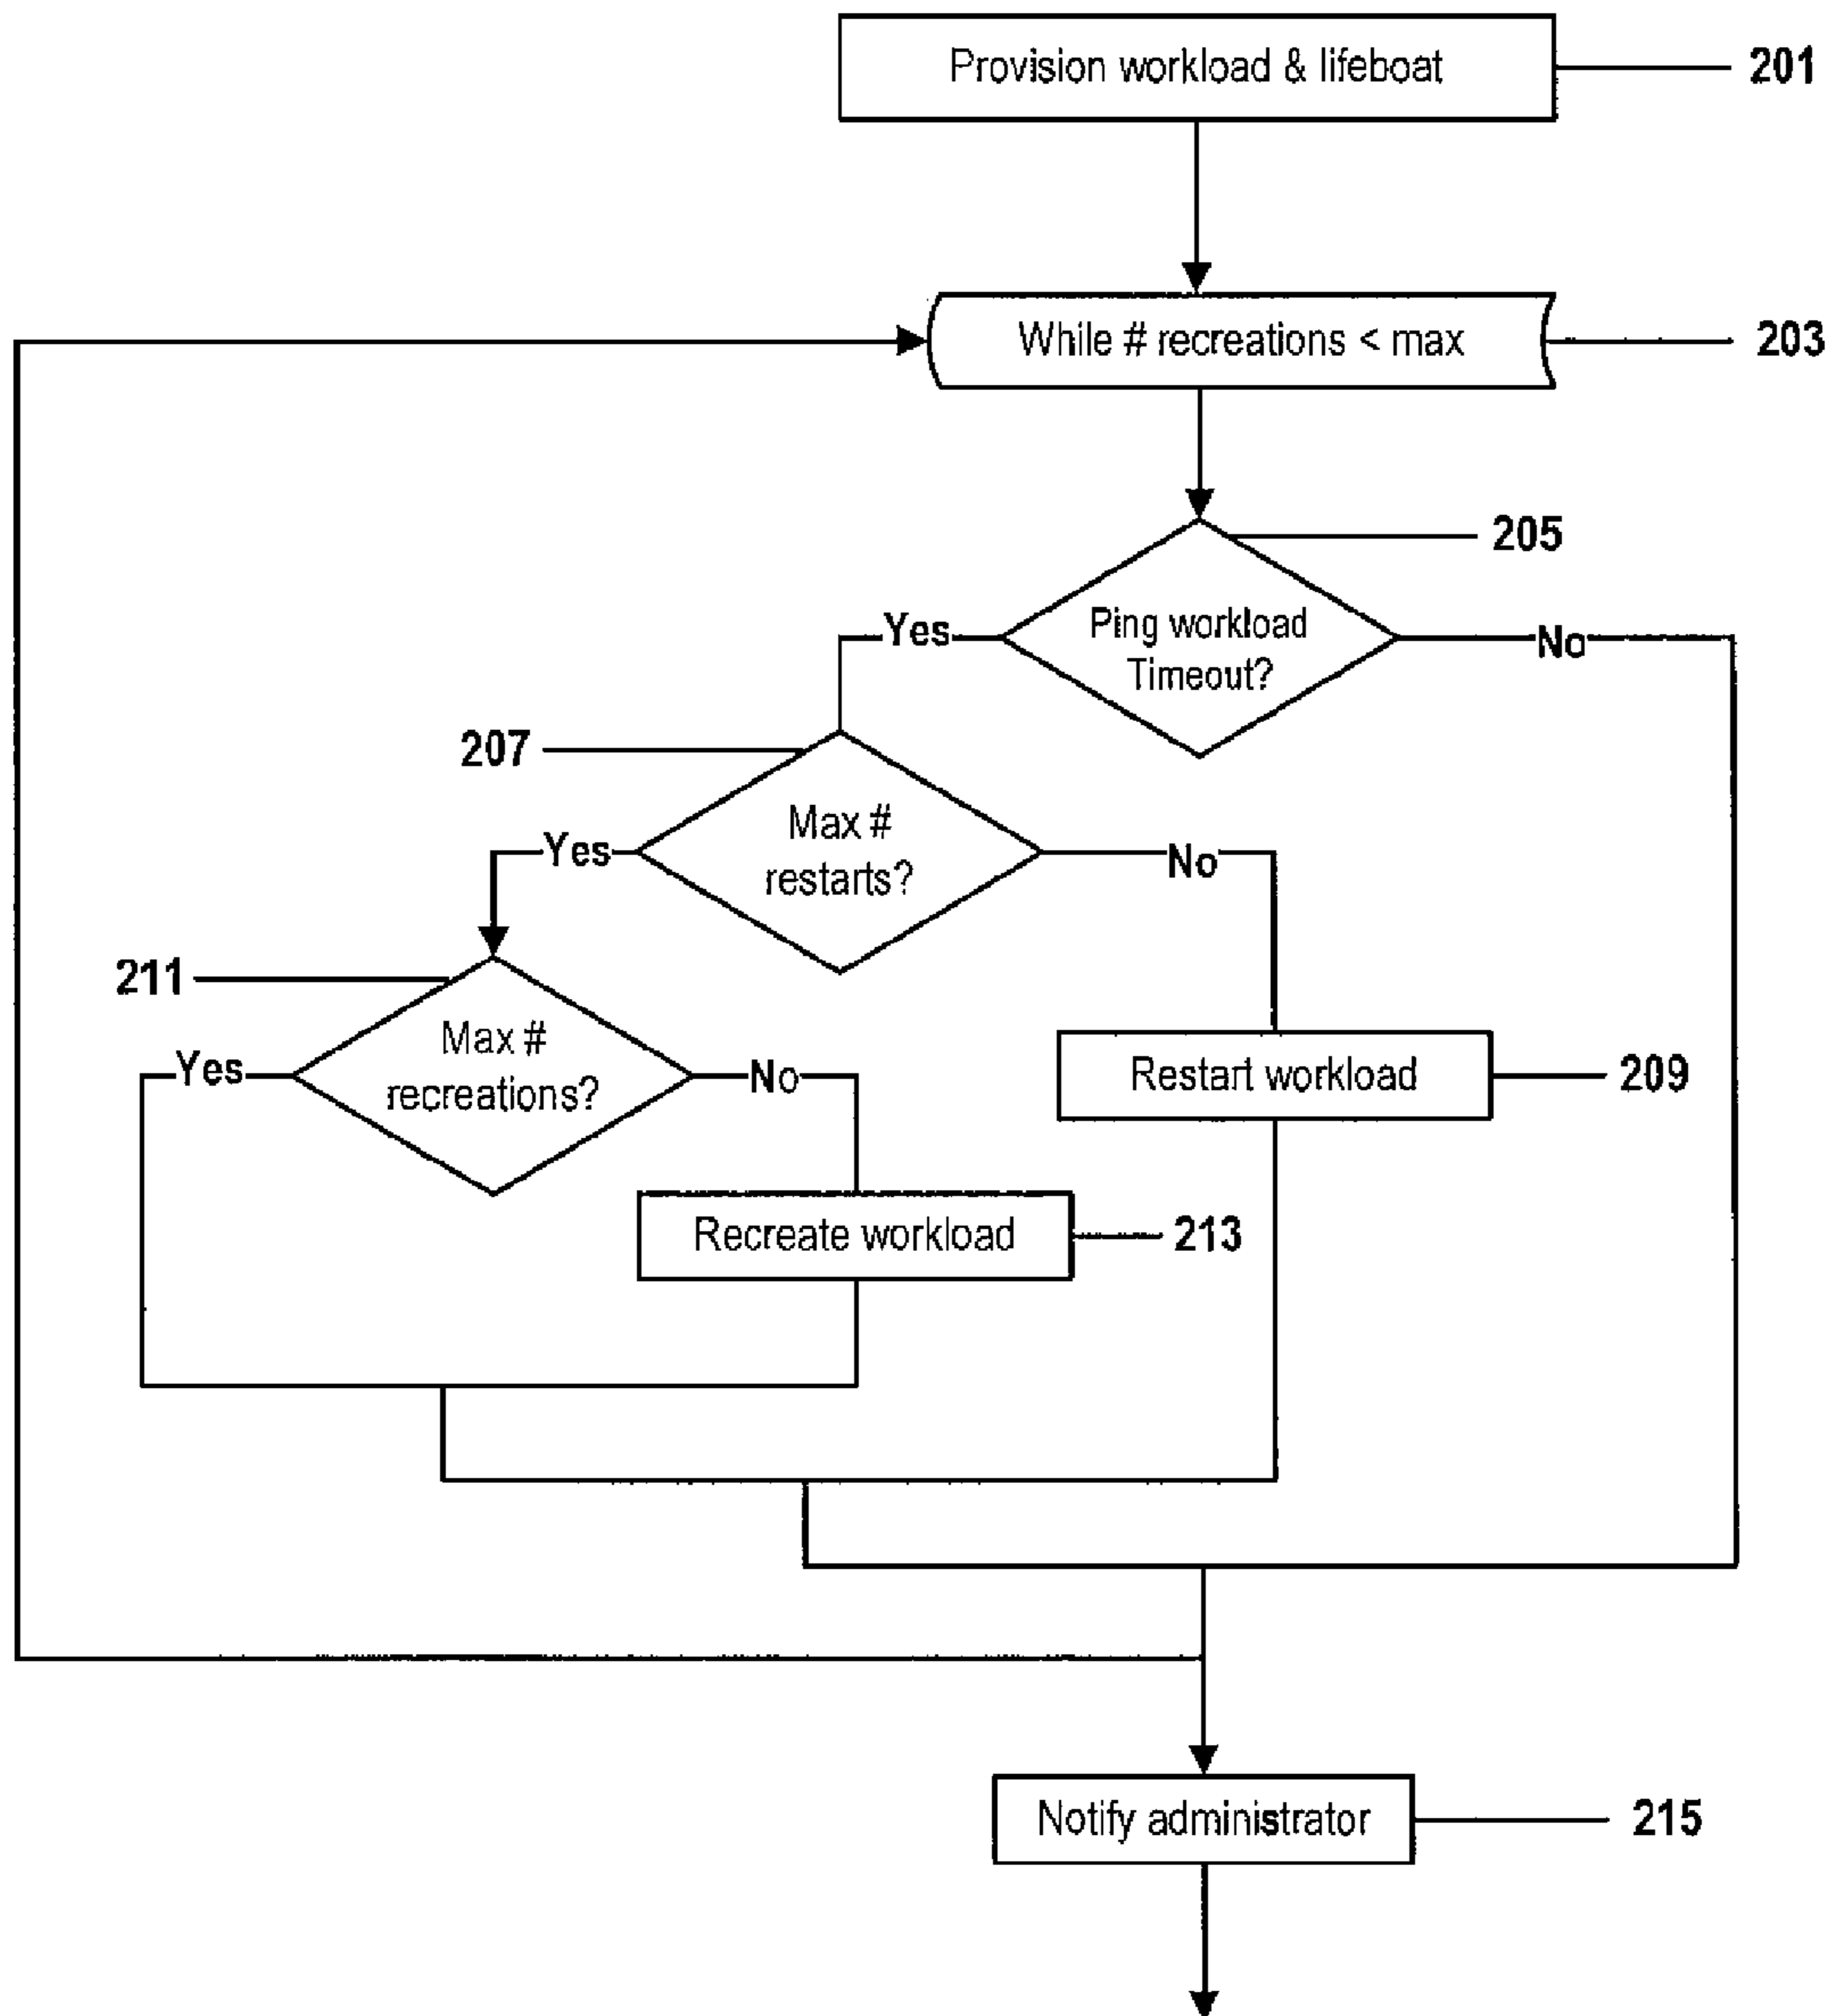 Provision workload & lifeboat
201
While # recreations < max
203
205
Ping workload
Timeout?
Yes
No
207
Max #
restarts?
Yes
No
211
Max #
recreations?
Yes
No
Restart workload
209
Recreate workload
213
Notify administrator
215